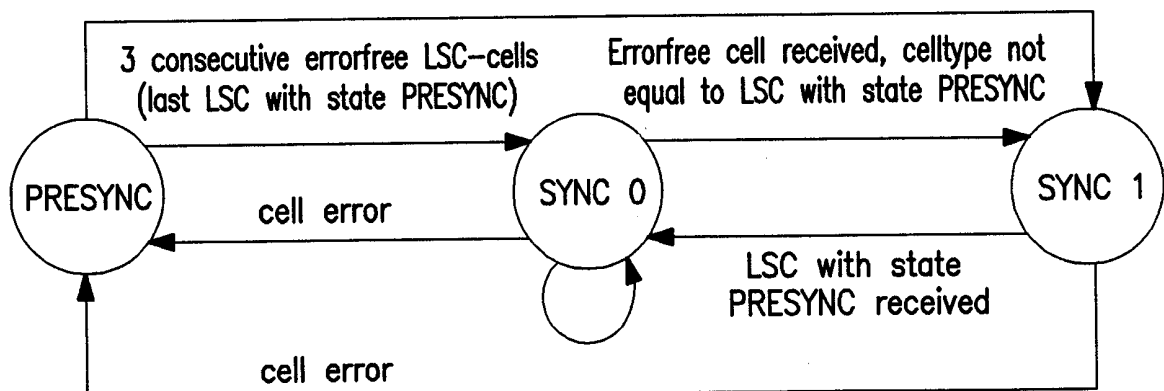 3 consecutive errorfree LSC-cells
(last LSC with state PRESYNC)
Errorfree cell received, celltype not
equal to LSC with state PRESYNC
PRESYNC
SYNC 0
SYNC 1
cell error
LSC with state
PRESYNC received
cell error